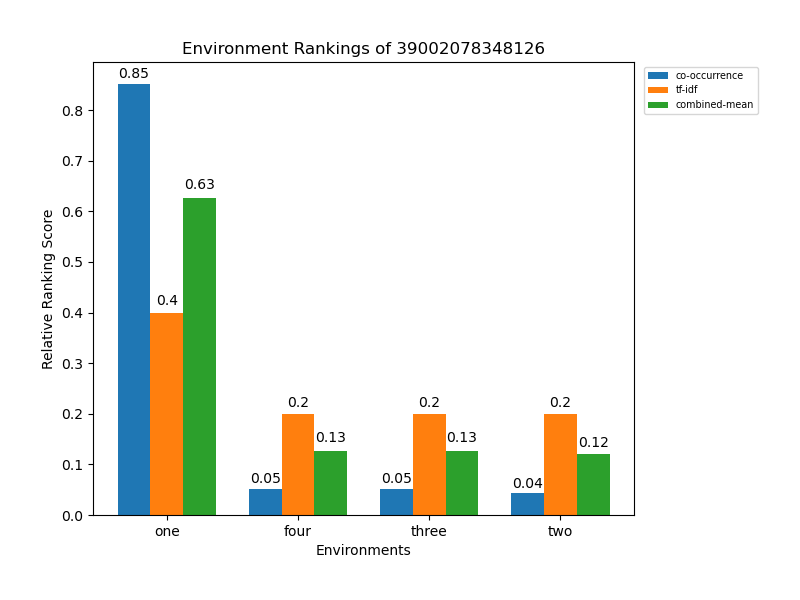 Environment Rankings of 39002078348126
co-occurrence
tf-idf
combined-mean
Relative Ranking Score
0.8
0.7
0.6
0.5
0.4
0.3
0.2
0.1
0.0
0.85
0.4
0.63
0.05
0.2
0.13
0.05
0.2
0.13
0.04
0.2
0.12
one
four
three
two
Environments